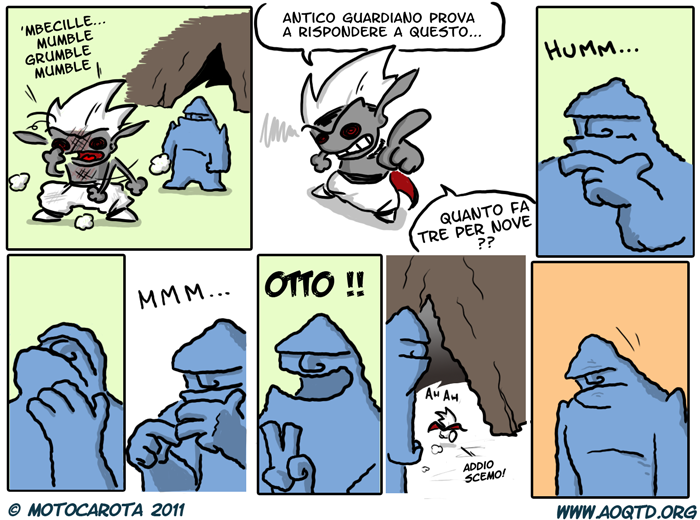 'MBECILLE...
MUMBLE
GRUMBLE
MUMBLE
ANTICO GUARDIANO PROVA
A RISPONDERE A QUESTO...
QUANTO FA
TRE PER NOVE
??
HUMM...
MMM...
OTTO !!
AH AH
ADDIO
SCEMO!
© MOTOCAROTA 2011
WWW.AOQTD.ORG